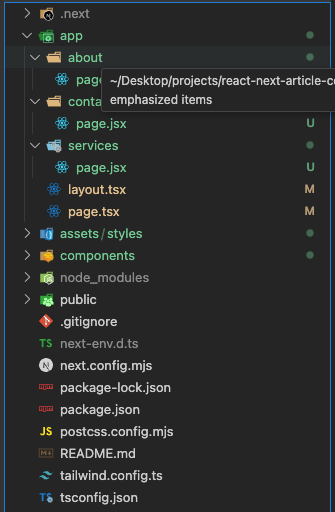 .next
app
about
page
~/Desktop/projects/react-next-article-c
emphasized items
conta
page.jsx U
services
page.jsx U
layout.tsx M
page.tsx M
assets/styles
components
node_modules
public
.gitignore
TS next-env.d.ts
N next.config.mjs
npm package-lock.json
npm package.json
JS postcss.config.mjs
README.md
tailwind.config.ts
TS tsconfig.json